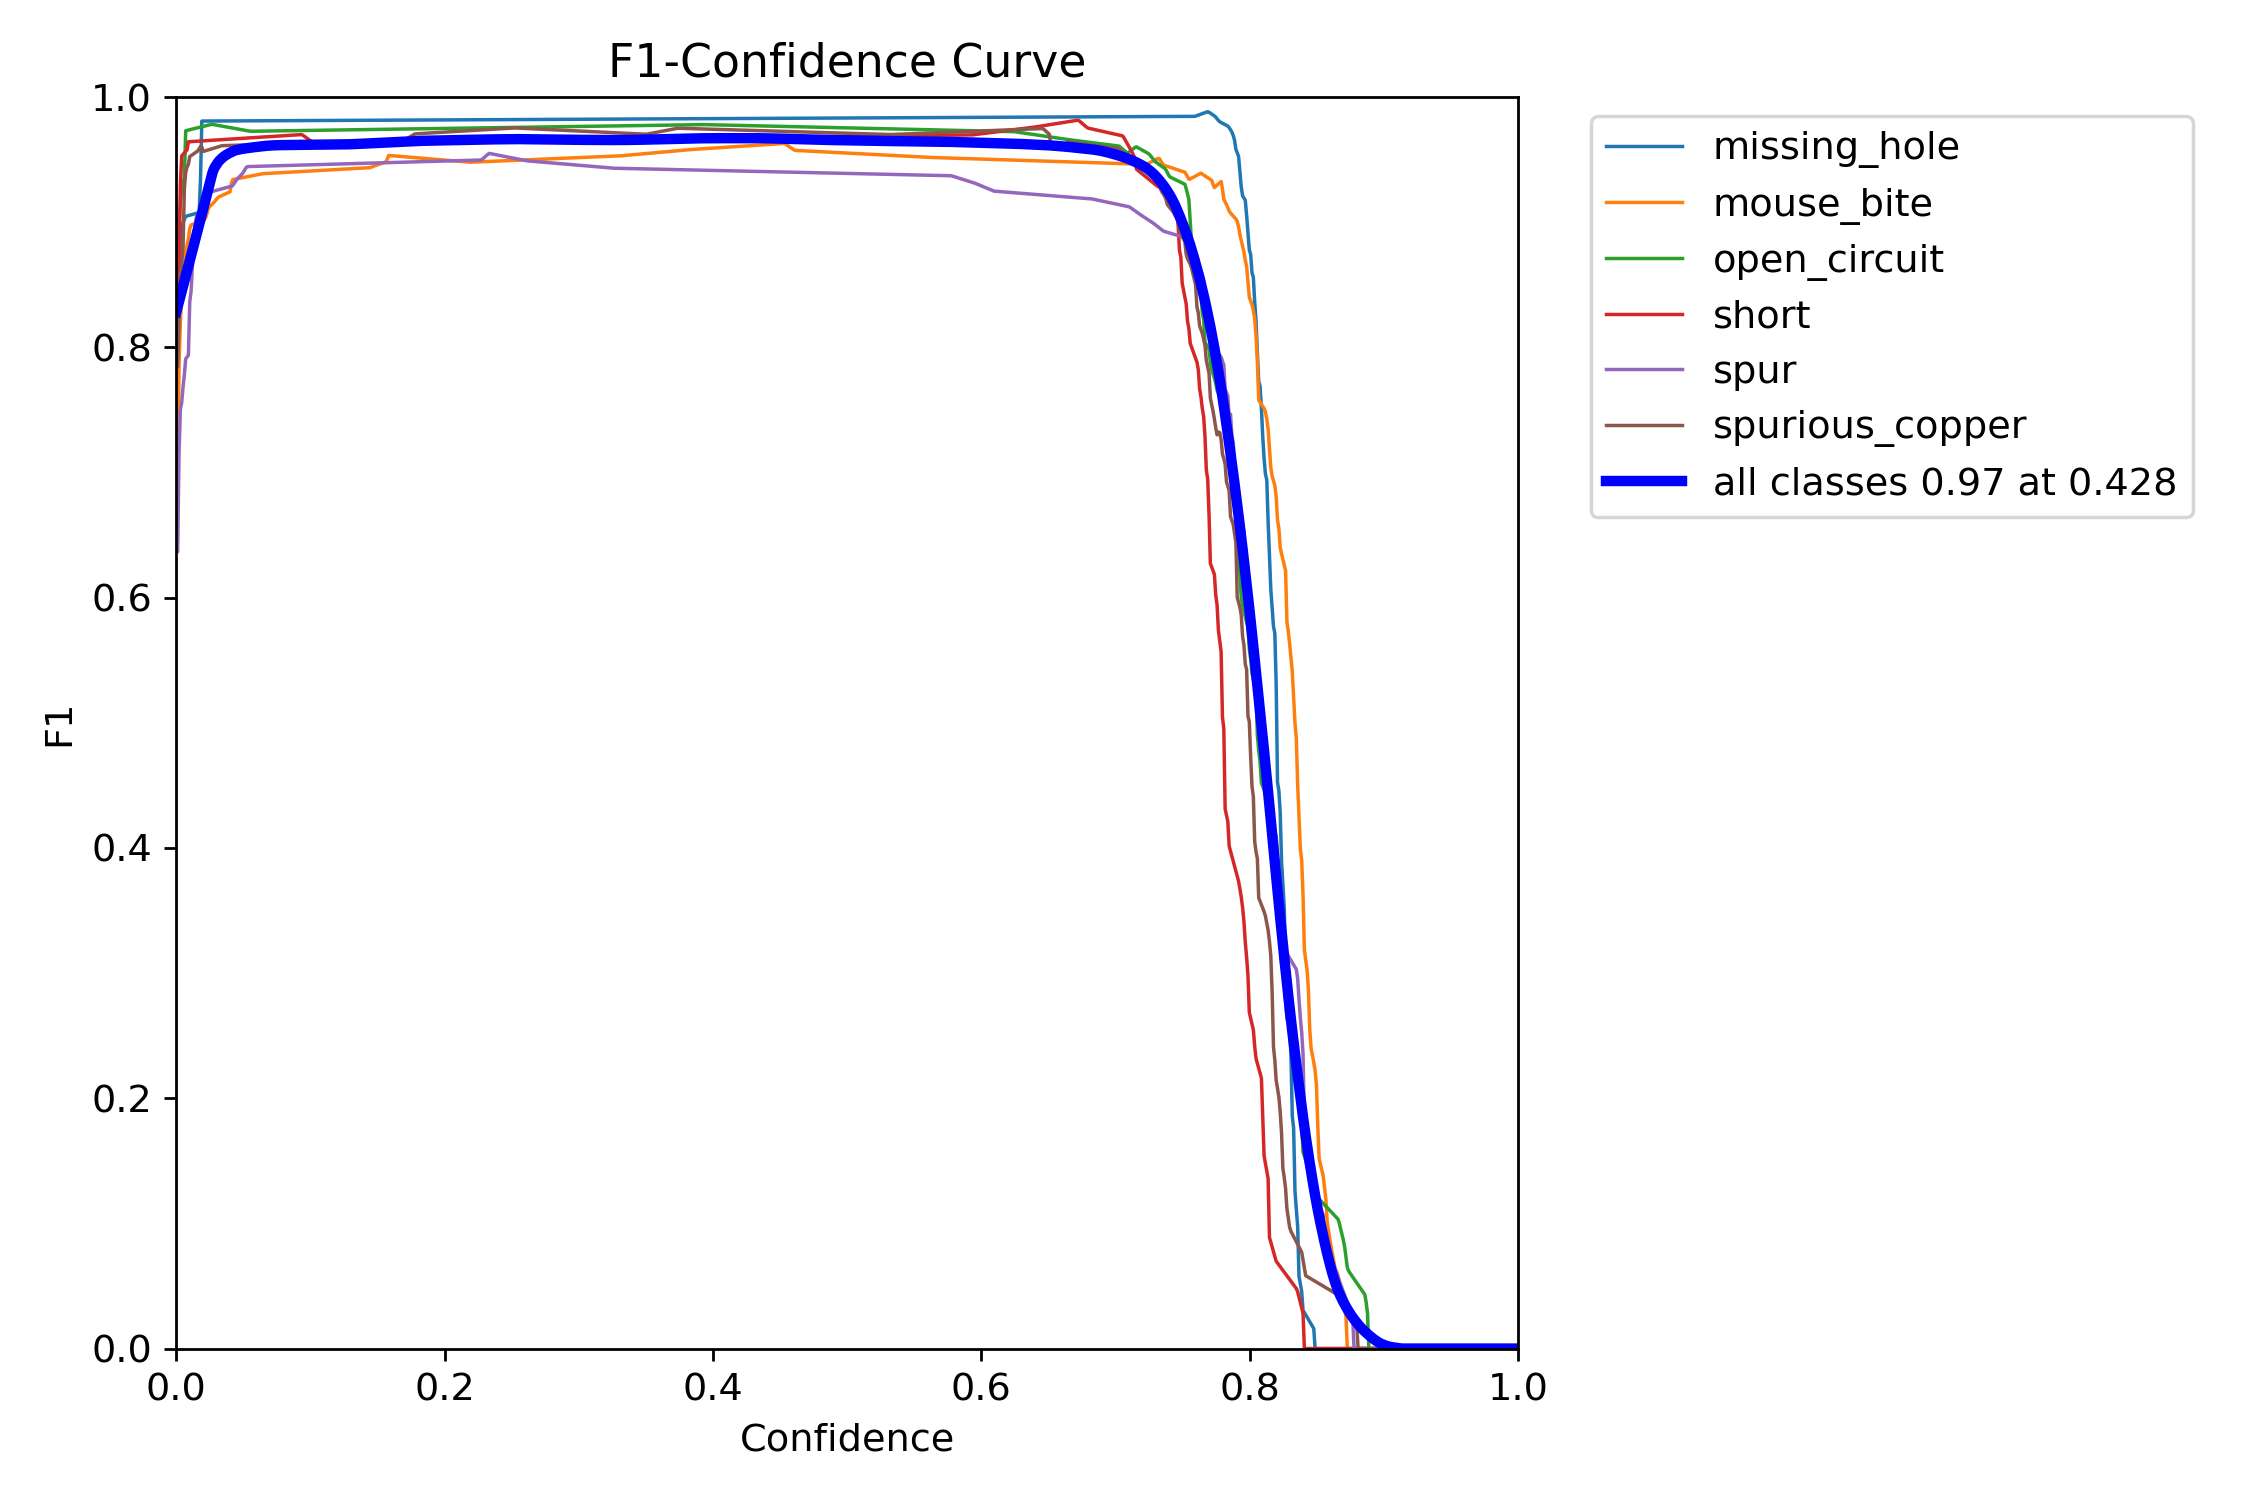 F1-Confidence Curve
1.0
0.8
0.6
0.4
0.2
0.0
F1
0.0 0.2 0.4 0.6 0.8 1.0
Confidence
missing_hole
mouse_bite
open_circuit
short
spur
spurious_copper
all classes 0.97 at 0.428